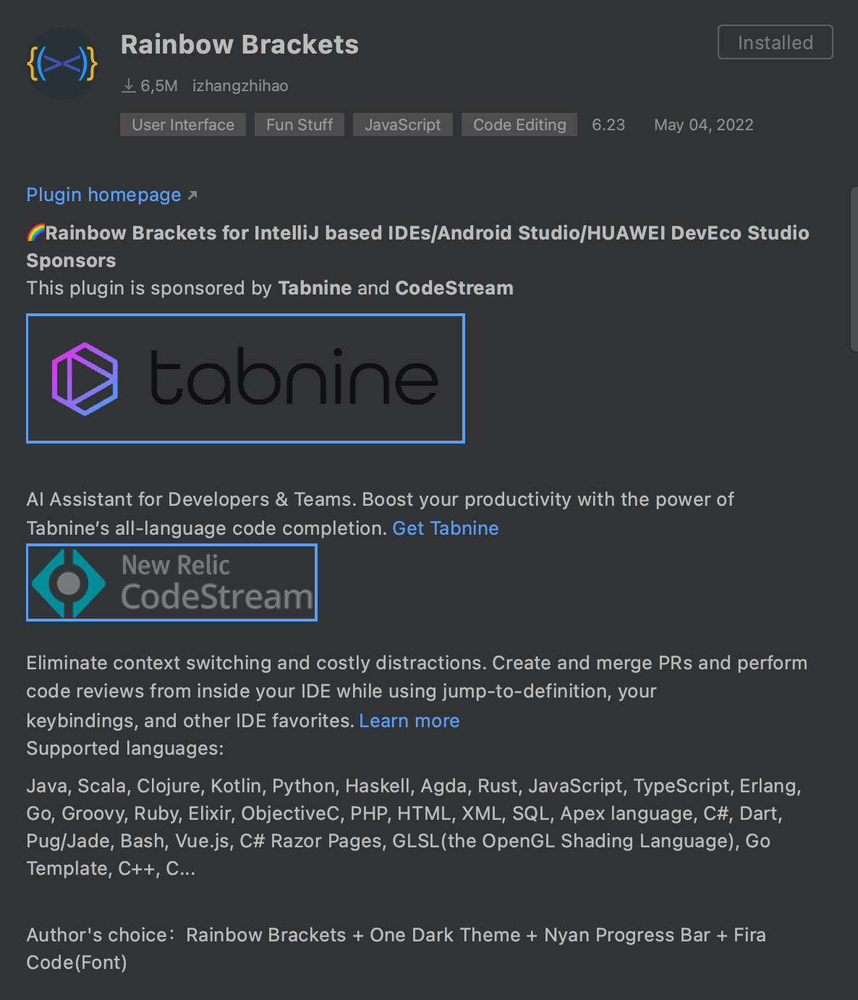 Rainbow Brackets
Installed
6,5M izhangzhihao
User Interface Fun Stuff JavaScript Code Editing 6.23 May 04, 2022
Plugin homepage
🌈Rainbow Brackets for IntelliJ based IDEs/Android Studio/HUAWEI DevEco Studio
Sponsors
This plugin is sponsored by Tabnine and CodeStream
tabnine
AI Assistant for Developers & Teams. Boost your productivity with the power of
Tabnine’s all-language code completion. Get Tabnine
New Relic
CodeStream
Eliminate context switching and costly distractions. Create and merge PRs and perform
code reviews from inside your IDE while using jump-to-definition, your
keybindings, and other IDE favorites. Learn more
Supported languages:
Java, Scala, Clojure, Kotlin, Python, Haskell, Agda, Rust, JavaScript, TypeScript, Erlang,
Go, Groovy, Ruby, Elixir, ObjectiveC, PHP, HTML, XML, SQL, Apex language, C#, Dart,
Pug/Jade, Bash, Vue.js, C# Razor Pages, GLSL(the OpenGL Shading Language), Go
Template, C++, C...
Author's choice：Rainbow Brackets + One Dark Theme + Nyan Progress Bar + Fira
Code(Font)